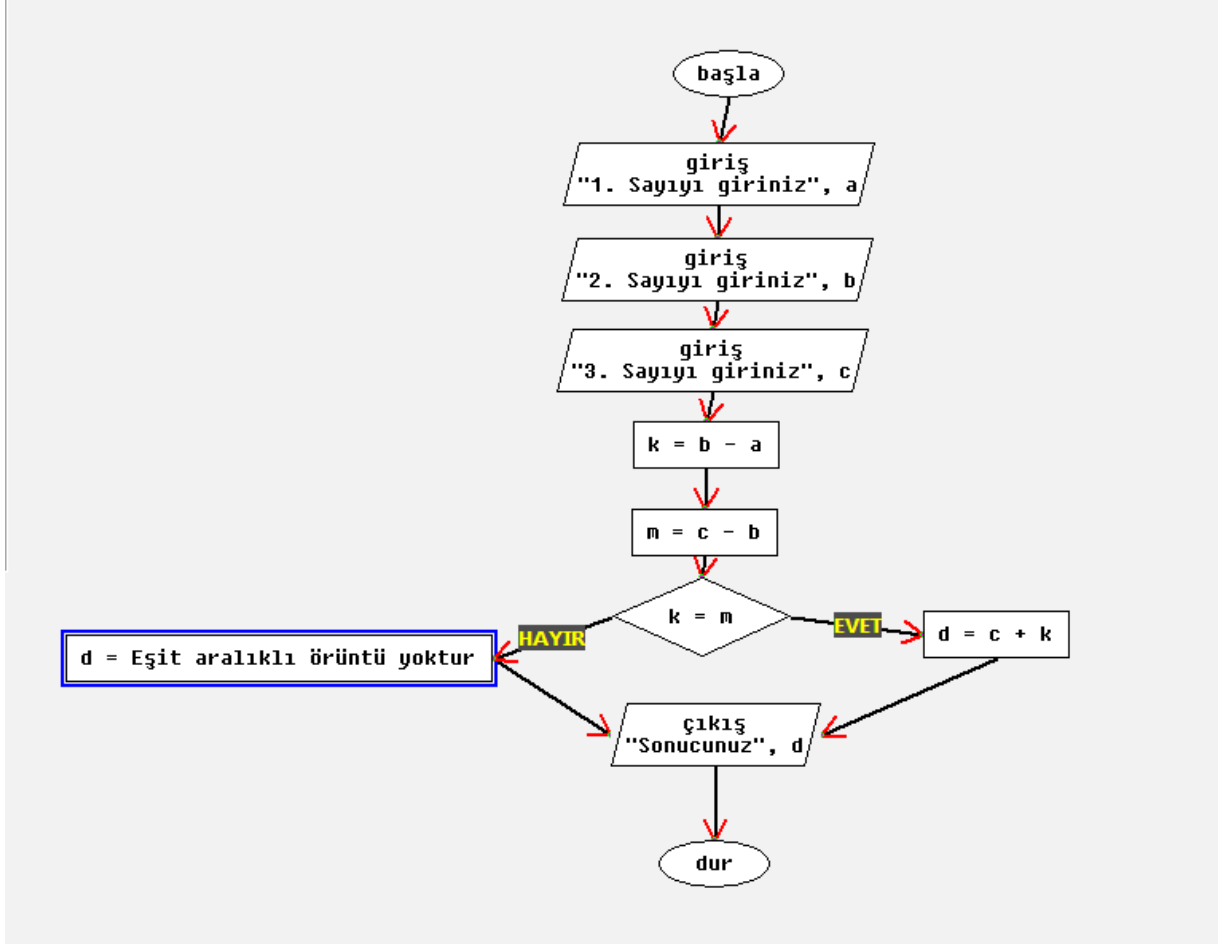 başla
giriş
"1. Sayıyı giriniz", a
giriş
"2. Sayıyı giriniz", b
giriş
"3. Sayıyı giriniz", c
k = b - a
m = c - b
k = m
HAYIR
EVET
d = Eşit aralıklı örüntü yoktur
d = c + k
çıkış
"Sonucunuz", d
dur